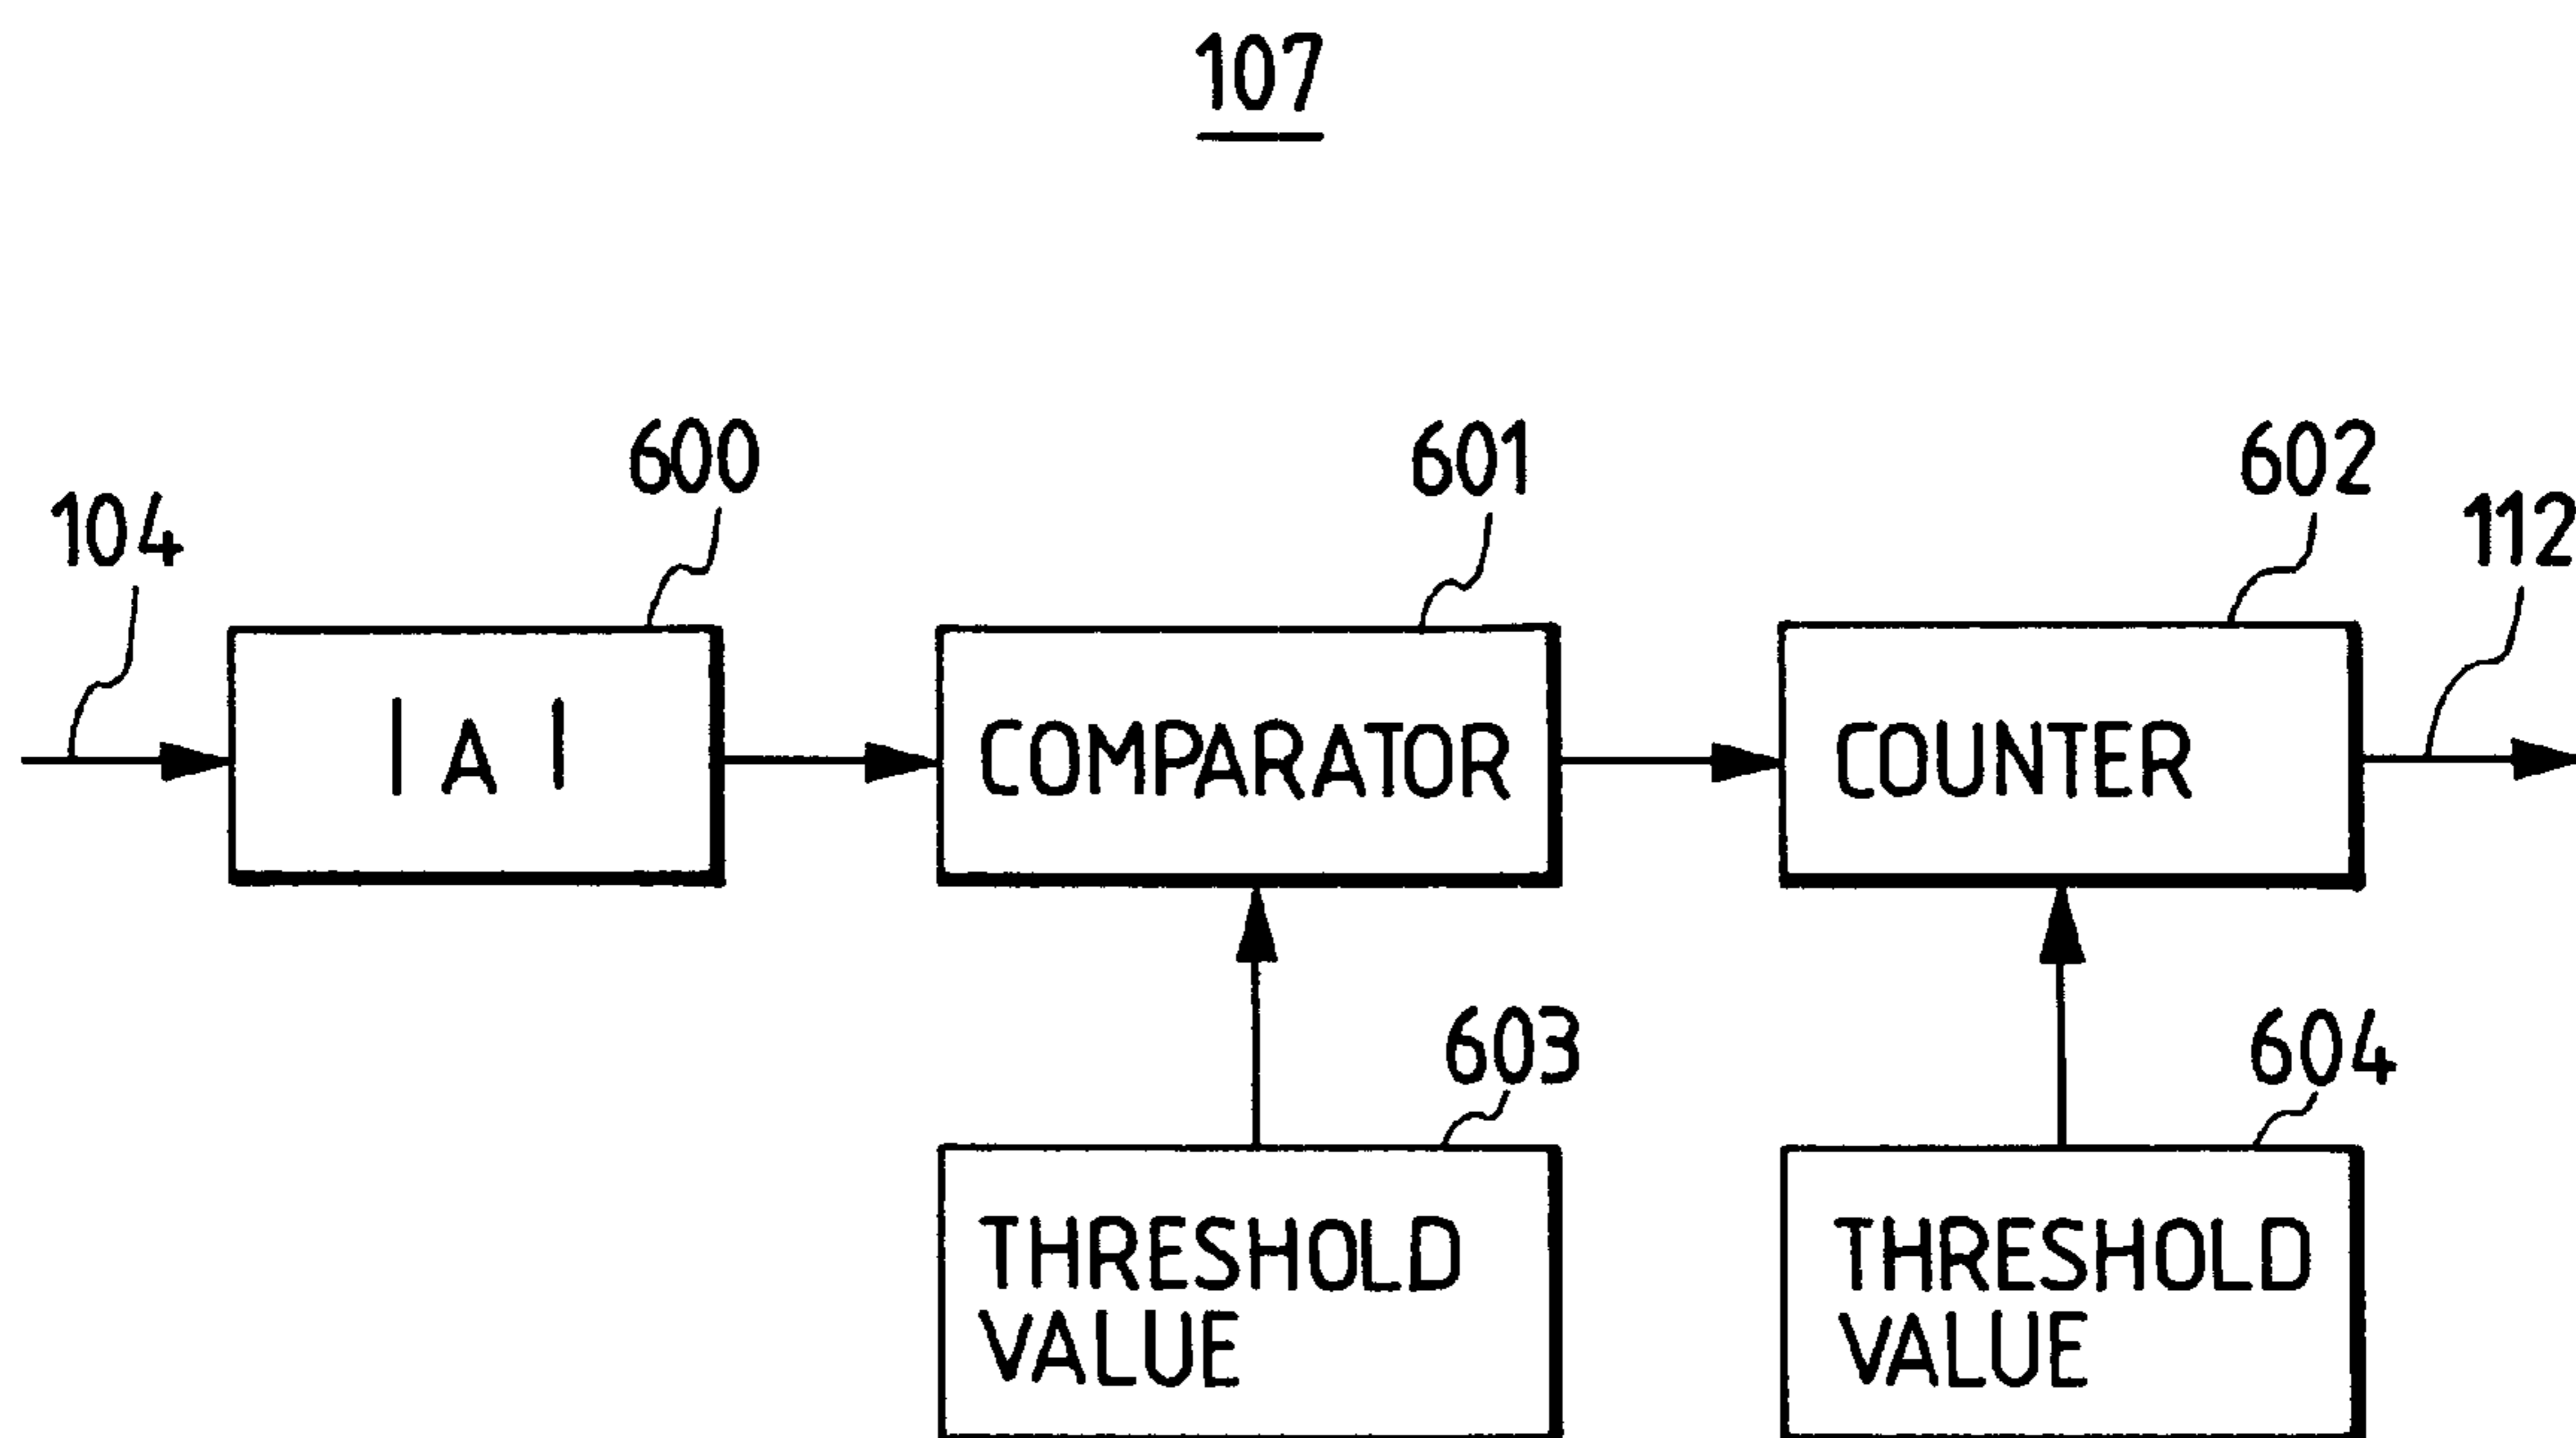 107
600
601
602
104
112
| A |
COMPARATOR
COUNTER
603
604
THRESHOLD
VALUE
THRESHOLD
VALUE